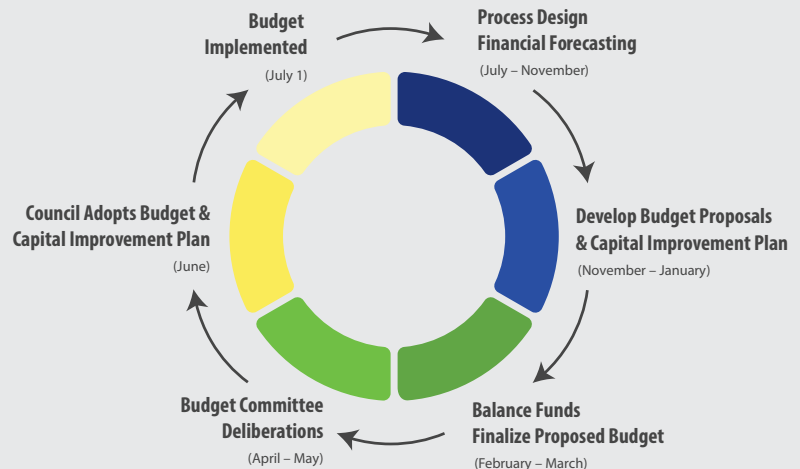 Budget
Implemented
(July 1)
Process Design
Financial Forecasting
(July – November)
Develop Budget Proposals
& Capital Improvement Plan
(November – January)
Balance Funds
Finalize Proposed Budget
(February – March)
Budget Committee
Deliberations
(April – May)
Council Adopts Budget &
Capital Improvement Plan
(June)